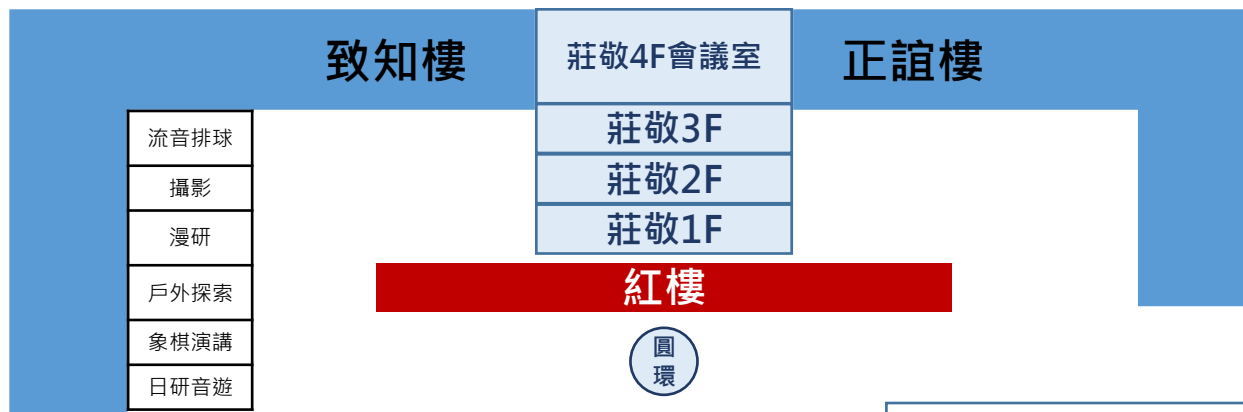 致知樓
莊敬4F會議室
正誼樓
流音排球
莊敬3F
攝影
莊敬2F
漫研
莊敬1F
戶外探索
紅樓
象棋演講
圓
環
日研音遊